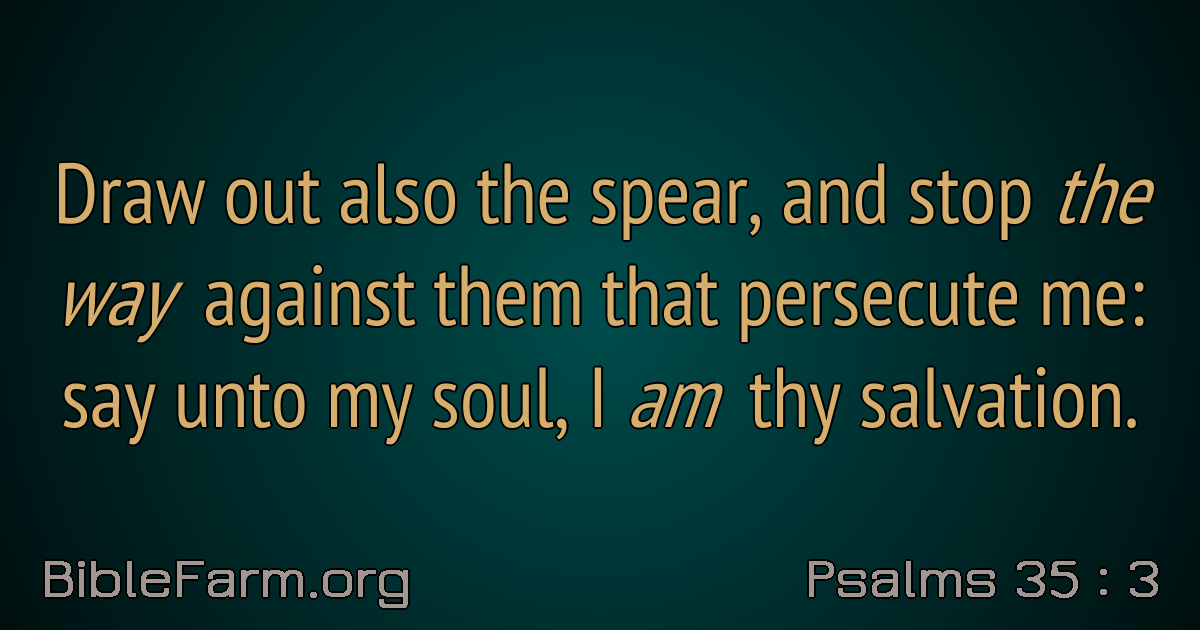 Draw out also the spear, and stop the
way against them that persecute me:
say unto my soul, I am thy salvation.
BibleFarm.org
Psalms 35 : 3